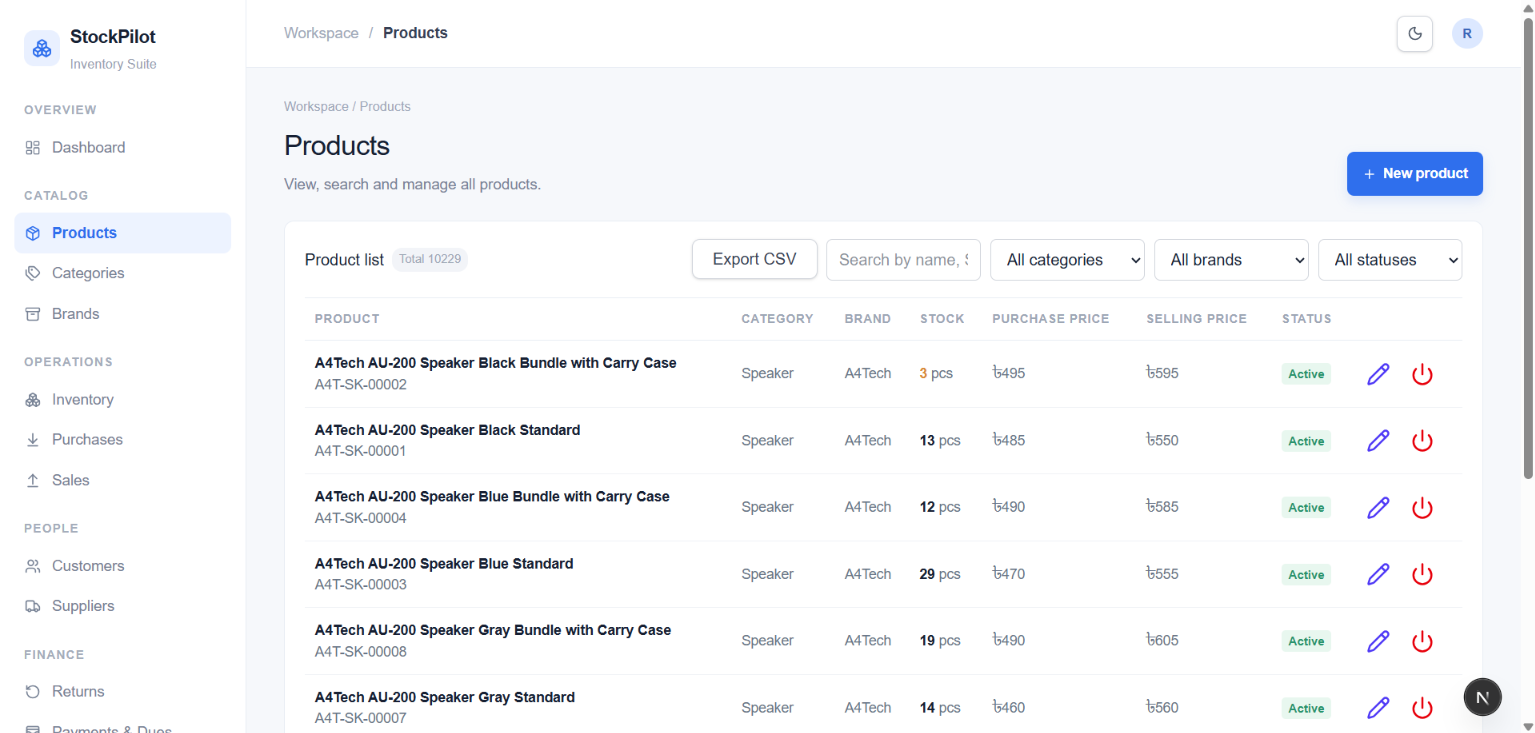 StockPilot
Inventory Suite
OVERVIEW
Dashboard
CATALOG
Products
Categories
Brands
OPERATIONS
Inventory
Purchases
Sales
PEOPLE
Customers
Suppliers
FINANCE
Returns
Payments & Dues
Workspace / Products
R
Workspace / Products
Products
View, search and manage all products.
+ New product
Product list Total 10229
Export CSV
Search by name, S
All categories
All brands
All statuses
PRODUCT CATEGORY BRAND STOCK PURCHASE PRICE SELLING PRICE STATUS
A4Tech AU-200 Speaker Black Bundle with Carry Case
A4T-SK-00002
Speaker A4Tech 3 pcs ৳495 ৳595 Active
A4Tech AU-200 Speaker Black Standard
A4T-SK-00001
Speaker A4Tech 13 pcs ৳485 ৳550 Active
A4Tech AU-200 Speaker Blue Bundle with Carry Case
A4T-SK-00004
Speaker A4Tech 12 pcs ৳490 ৳585 Active
A4Tech AU-200 Speaker Blue Standard
A4T-SK-00003
Speaker A4Tech 29 pcs ৳470 ৳555 Active
A4Tech AU-200 Speaker Gray Bundle with Carry Case
A4T-SK-00008
Speaker A4Tech 19 pcs ৳490 ৳605 Active
A4Tech AU-200 Speaker Gray Standard
A4T-SK-00007
Speaker A4Tech 14 pcs ৳460 ৳560 Active
N